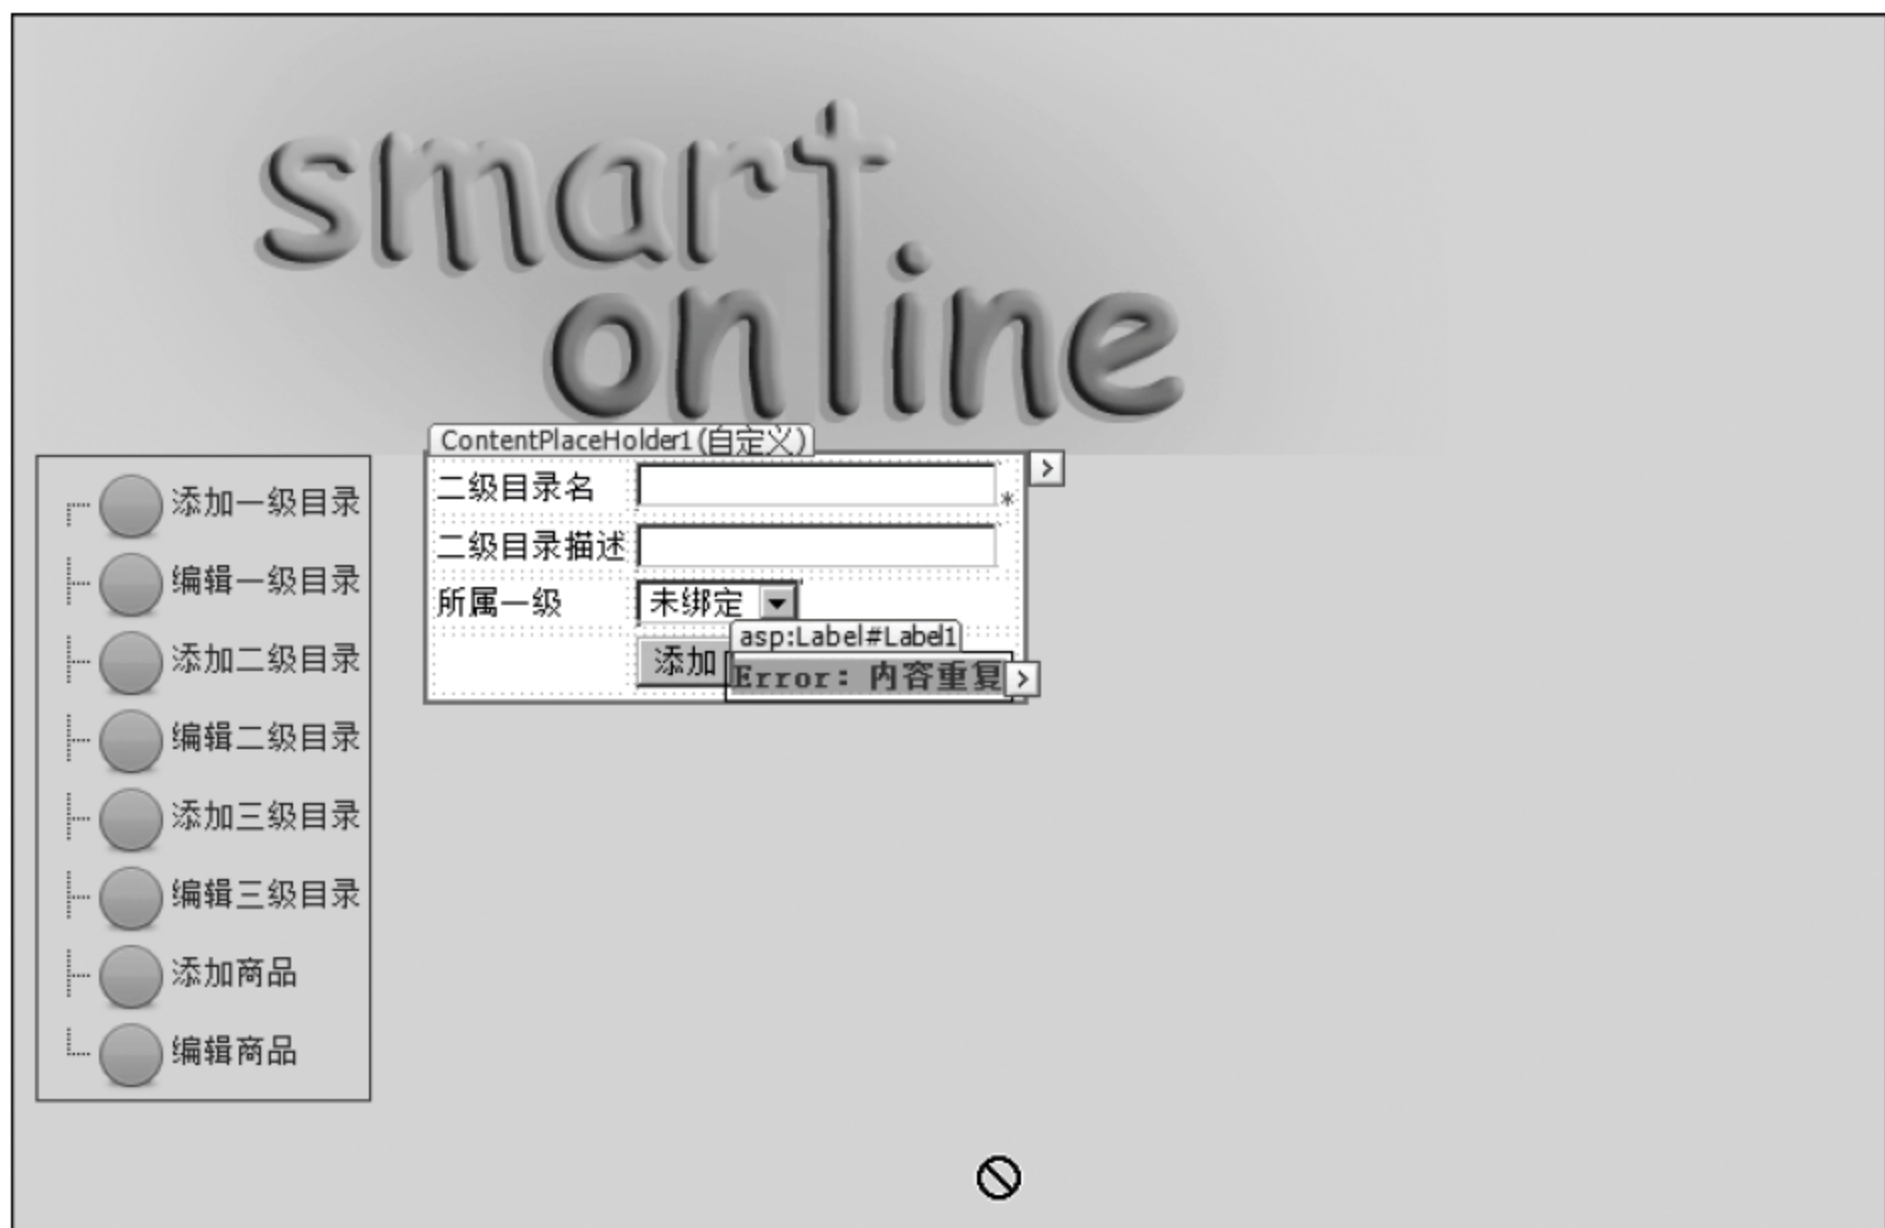 smart
online
添加一级目录
编辑一级目录
添加二级目录
编辑二级目录
添加三级目录
编辑三级目录
添加商品
编辑商品
ContentPlaceHolder1(自定义)
二级目录名 *
二级目录描述
所属一级 未绑定
asp:Label#Label1
添加 Error: 内容重复